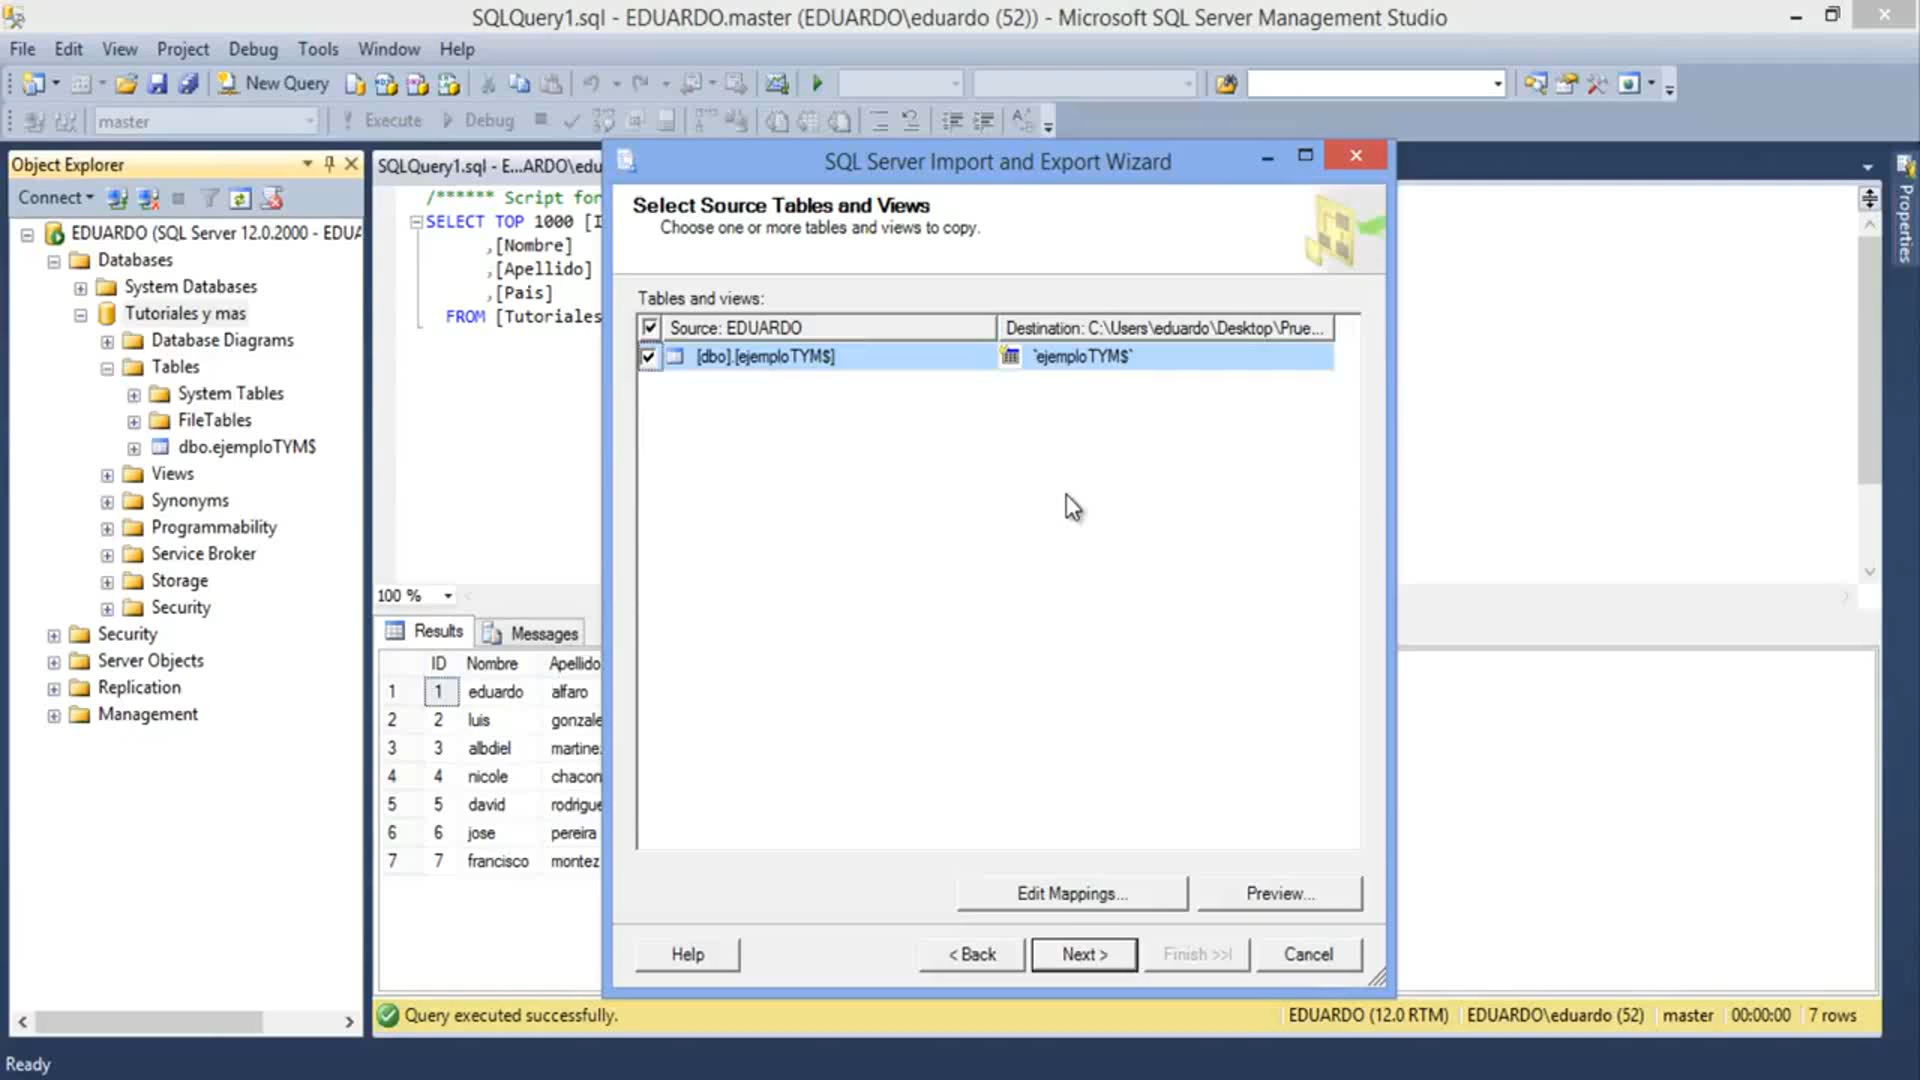 SQLQuery1.sql - EDUARDO.master (EDUARDO\eduardo (52)) - Microsoft SQL Server Management Studio
File Edit View Project Debug Tools Window Help
New Query
master Execute Debug
Object Explorer
Connect
EDUARDO (SQL Server 12.0.2000 - EDUA
Databases
System Databases
Tutoriales y mas
Database Diagrams
Tables
System Tables
FileTables
dbo.ejemploTYM$
Views
Synonyms
Programmability
Service Broker
Storage
Security
Security
Server Objects
Replication
Management
SQLQuery1.sql - E...ARDO\edu
/****** Script for
SELECT TOP 1000 [I
,[Nombre]
,[Apellido]
,[Pais]
FROM [Tutoriales
100 %
Results Messages
ID Nombre Apellido
1 1 eduardo alfaro
2 2 luis gonzale
3 3 albdiel martine
4 4 nicole chacon
5 5 david rodrigue
6 6 jose pereira
7 7 francisco montez
SQL Server Import and Export Wizard
Select Source Tables and Views
Choose one or more tables and views to copy.
Tables and views:
Source: EDUARDO Destination: C:\Users\eduardo\Desktop\Prue...
[dbo].[ejemploTYM$] `ejemploTYM$`
Edit Mappings... Preview...
Help < Back Next > Finish >>| Cancel
Properties
Query executed successfully. EDUARDO (12.0 RTM) EDUARDO\eduardo (52) master 00:00:00 7 rows
Ready